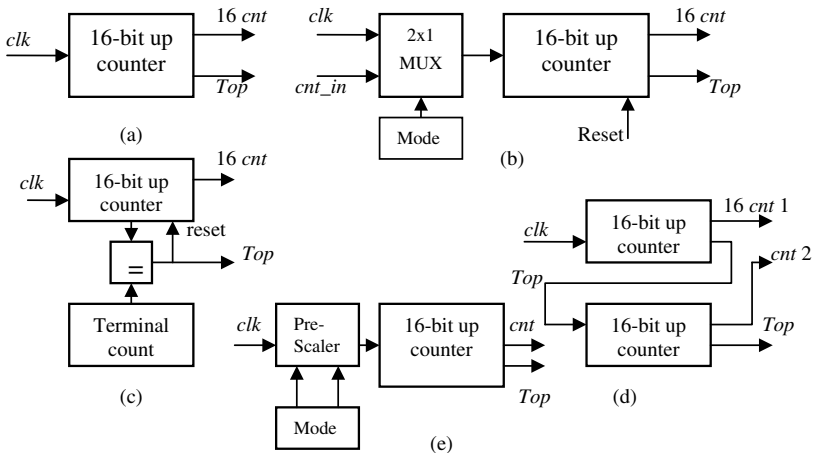 clk
16-bit up
counter
16 cnt
Top
(a)
clk
cnt_in
2x1
MUX
Mode
16-bit up
counter
16 cnt
Top
Reset
(b)
clk
16-bit up
counter
16 cnt
reset
=
Top
Terminal
count
(c)
clk
16-bit up
counter
16 cnt 1
Top
cnt 2
16-bit up
counter
Top
(d)
clk
Pre-
Scaler
16-bit up
counter
cnt
Top
Mode
(e)